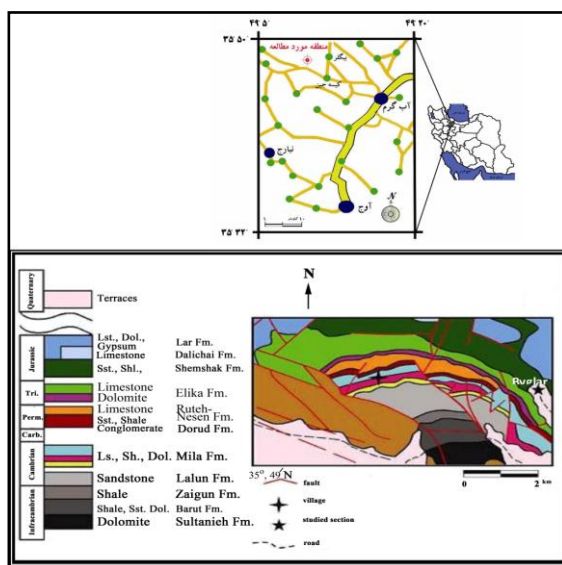 ۴۹ ۵'
۴۹ ۲۰'
۳۵ ۵۰'
منطقه مورد مطالعه
آب گرم
آوج
N
۳۵ ۳۲'
N
Quaternary
Terraces
Jurassic
Lst., Dol., Gypsum
Lar Fm.
Limestone
Dalichai Fm.
Sst., Shl.,
Shemshak Fm.
Tri.
Limestone
Dolomite
Elika Fm.
Perm.
Limestone
Ruteh-Nesen Fm.
Sst., Shale
Conglomerate
Dorud Fm.
Carb.
Cambrian
Ls., Sh., Dol.
Mila Fm.
Sandstone
Lalun Fm.
Infracambrian
Shale
Zaigun Fm.
Shale, Sst. Dol.
Barut Fm.
Dolomite
Sultanieh Fm.
35°, 49' N
fault
village
studied section
road
0
2
km